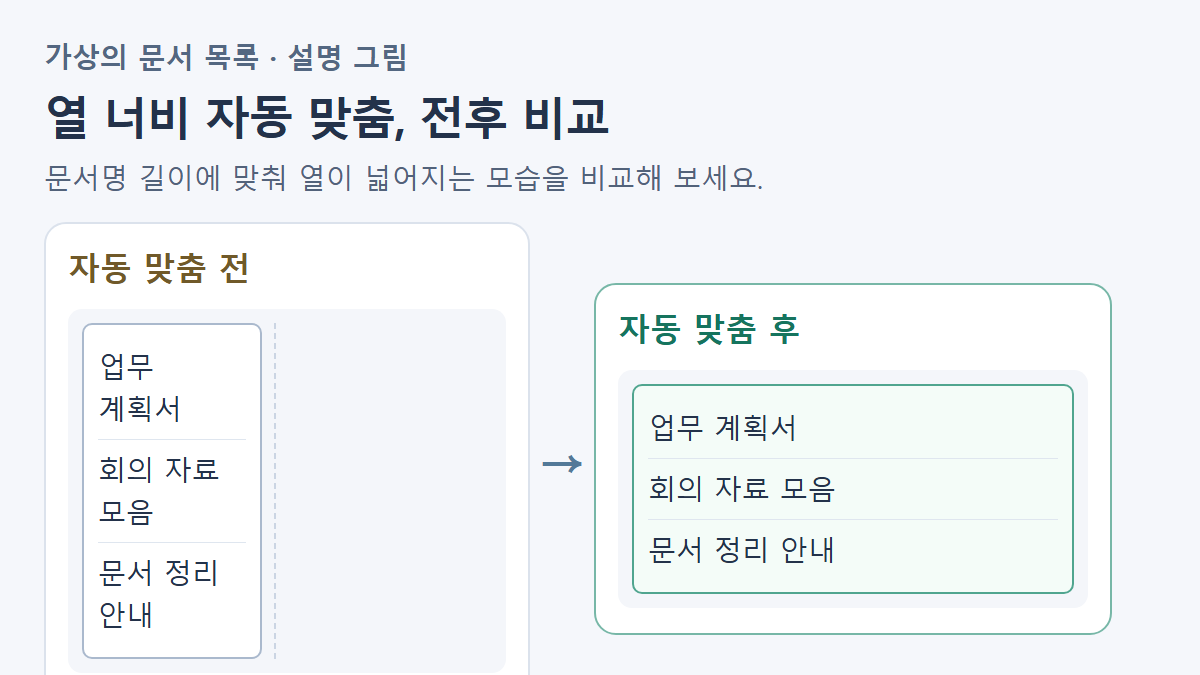 가상의 문서 목록 · 설명 그림
열 너비 자동 맞춤, 전후 비교
문서명 길이에 맞춰 열이 넓어지는 모습을 비교해 보세요.
자동 맞춤 전
업무
계획서
회의 자료
모음
문서 정리
안내
→
자동 맞춤 후
업무 계획서
회의 자료 모음
문서 정리 안내